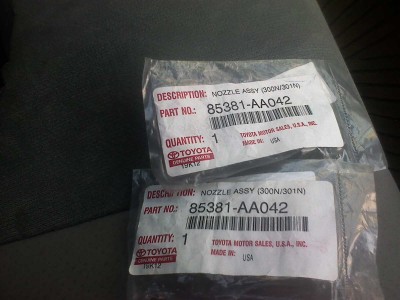 DESCRIPTION: NOZZLE ASSY (300N/301N)
PART NO.: 85381-AA042
QUANTITY: 1 TOYOTA MOTOR SALES, U.S.A., INC.
TOYOTA MADE IN: USA
GENUINE PARTS
19K12
DESCRIPTION: NOZZLE ASSY (300N/301N)
PART NO.: 85381-AA042
QUANTITY: 1 TOYOTA MOTOR SALES, U.S.A., INC.
TOYOTA MADE IN: USA
GENUINE PARTS
19K12